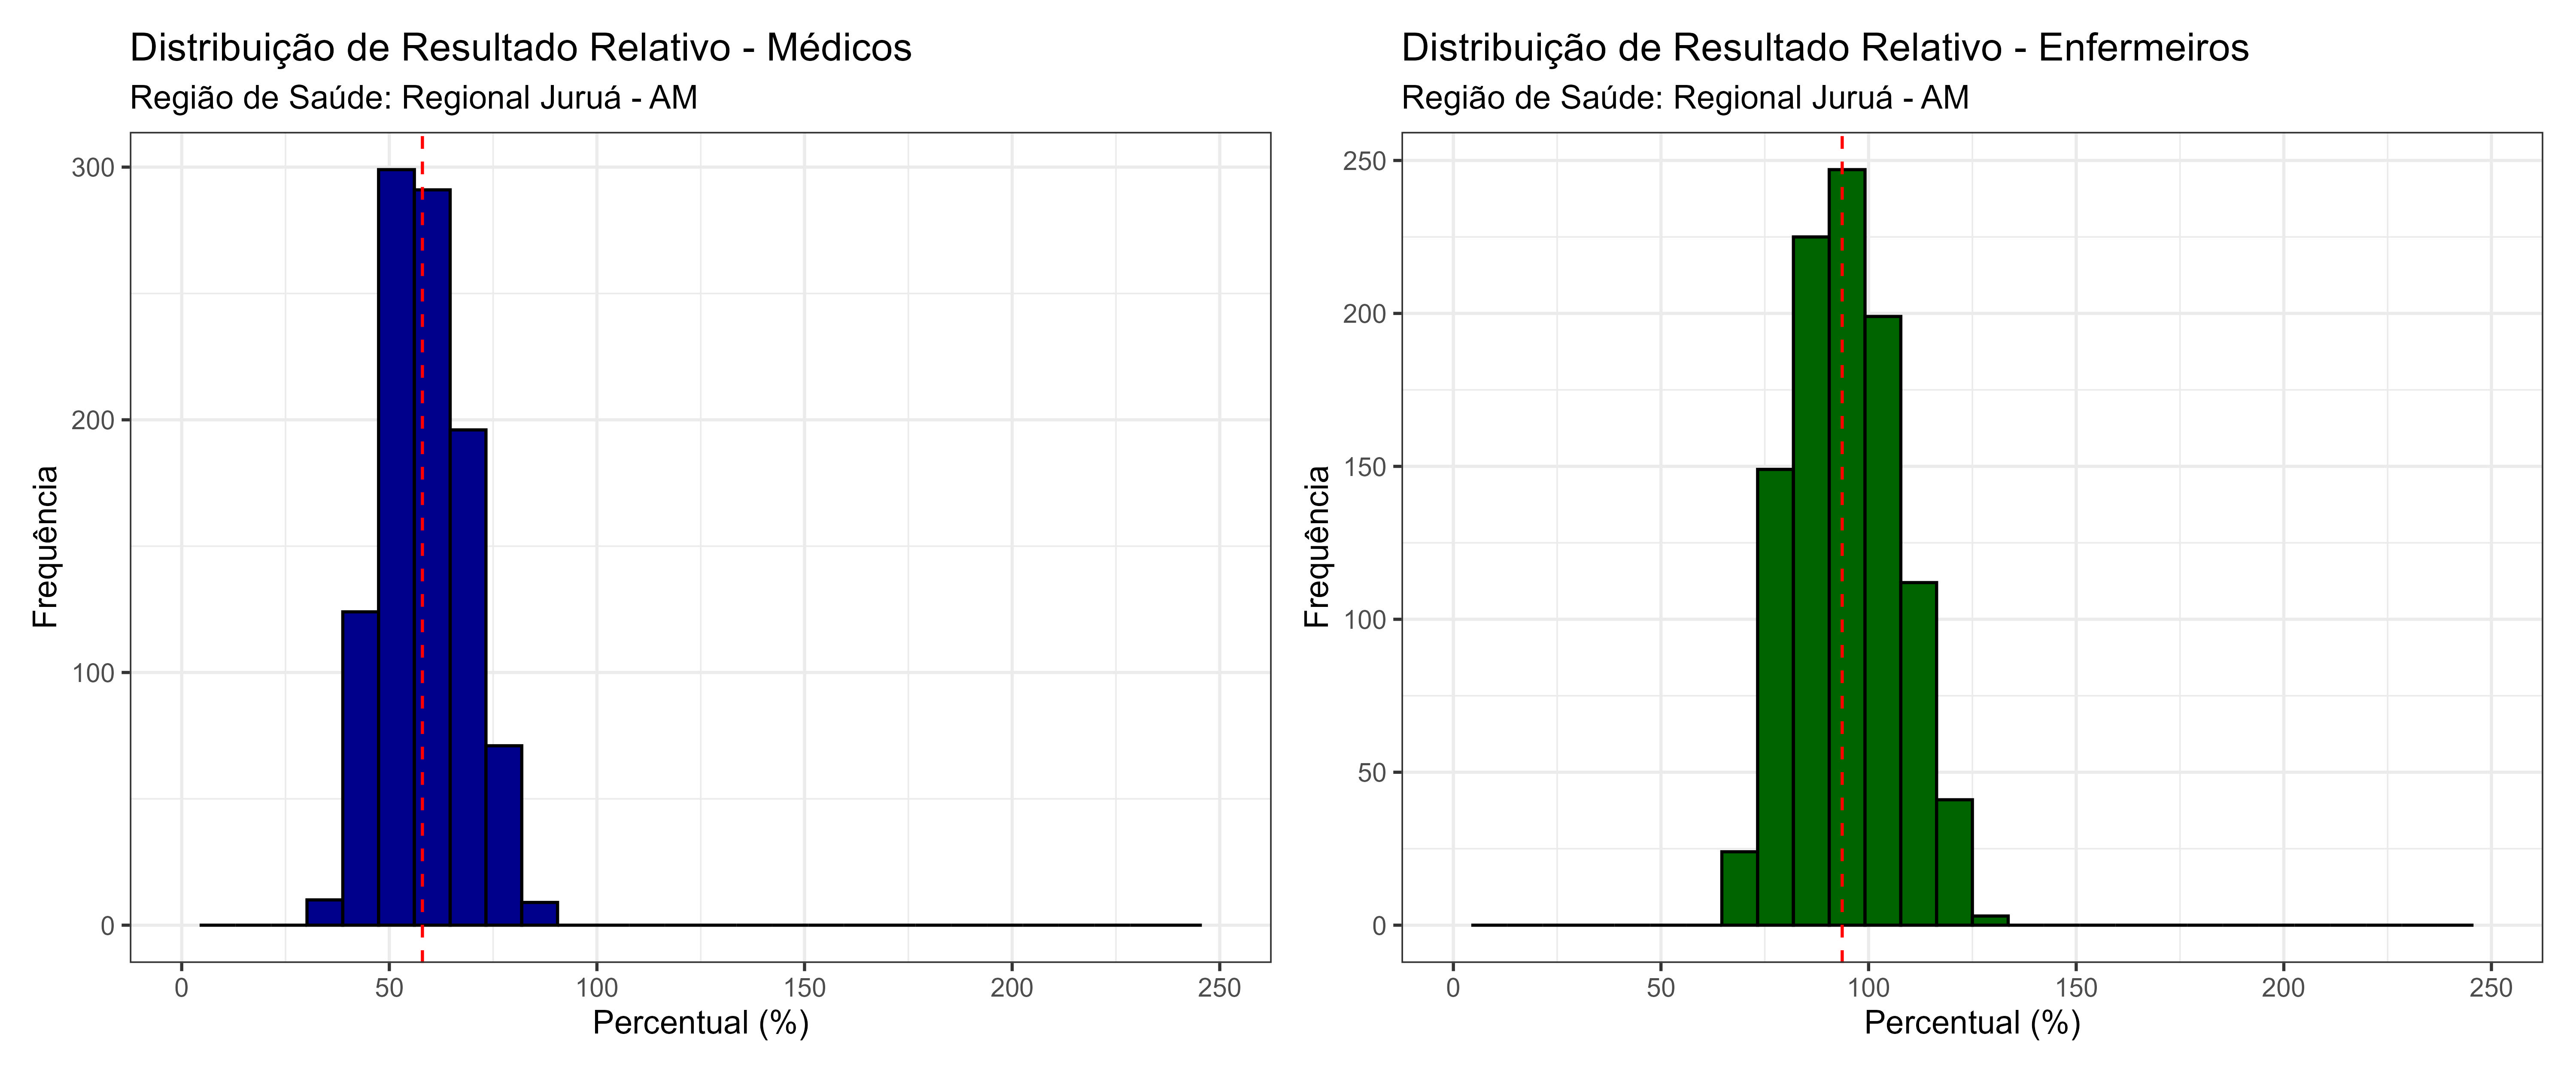 Distribuição de Resultado Relativo - Médicos
Região de Saúde: Regional Juruá - AM
300
200
100
0
Frequência
0 50 100 150 200 250
Percentual (%)
Distribuição de Resultado Relativo - Enfermeiros
Região de Saúde: Regional Juruá - AM
250
200
150
100
50
0
Frequência
0 50 100 150 200 250
Percentual (%)